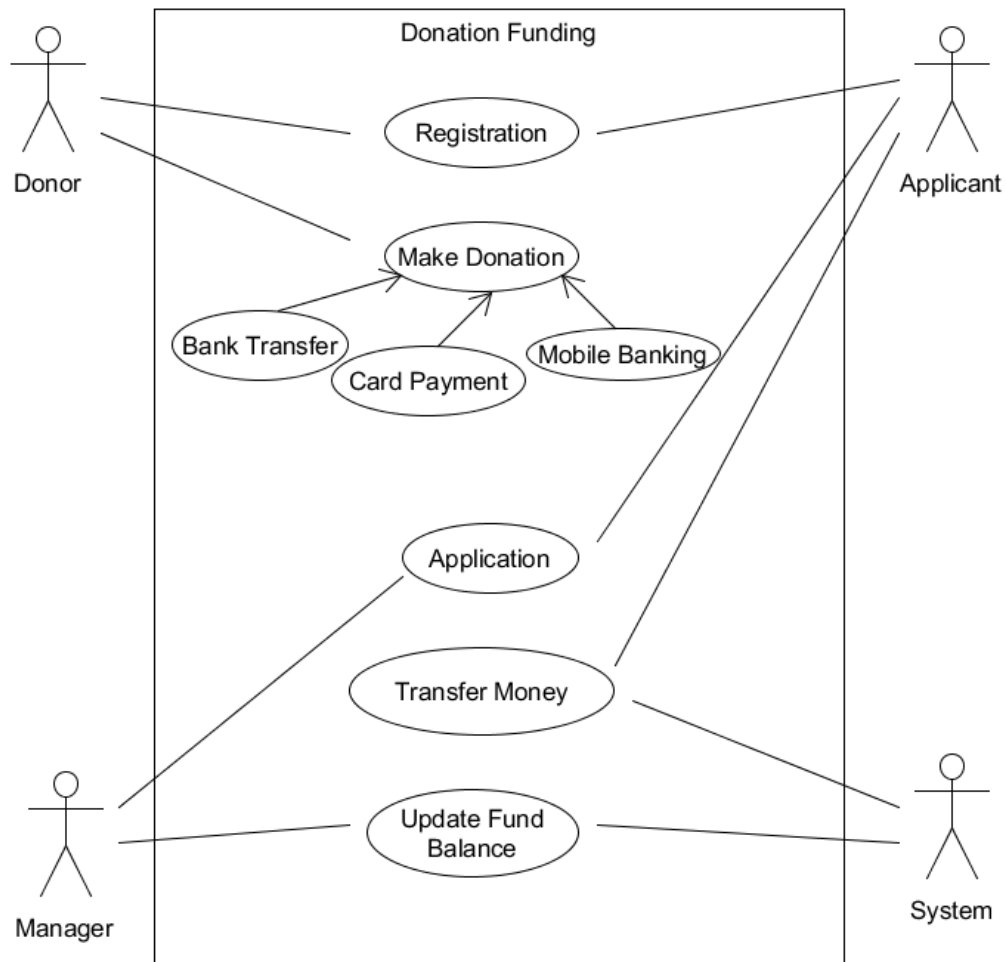 Donation Funding
Registration
Donor
Applicant
Make Donation
Bank Transfer
Mobile Banking
Card Payment
Application
Transfer Money
Update Fund
Balance
Manager
System